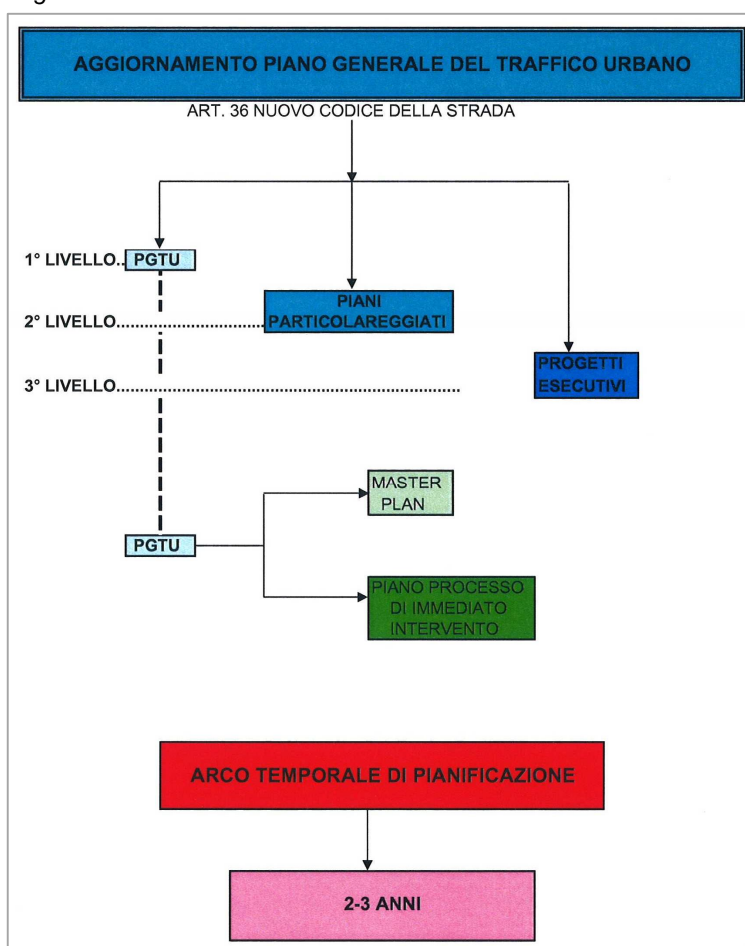 AGGIORNAMENTO PIANO GENERALE DEL TRAFFICO URBANO
ART. 36 NUOVO CODICE DELLA STRADA
1° LIVELLO.. PGTU
PIANI
2° LIVELLO........................... PARTICOLAREGGIATI
PROGETTI
3° LIVELLO................................................................
ESECUTIVI
MASTER
PLAN
PGTU
PIANO PROCESSO
DI IMMEDIATO
INTERVENTO
ARCO TEMPORALE DI PIANIFICAZIONE
2-3 ANNI